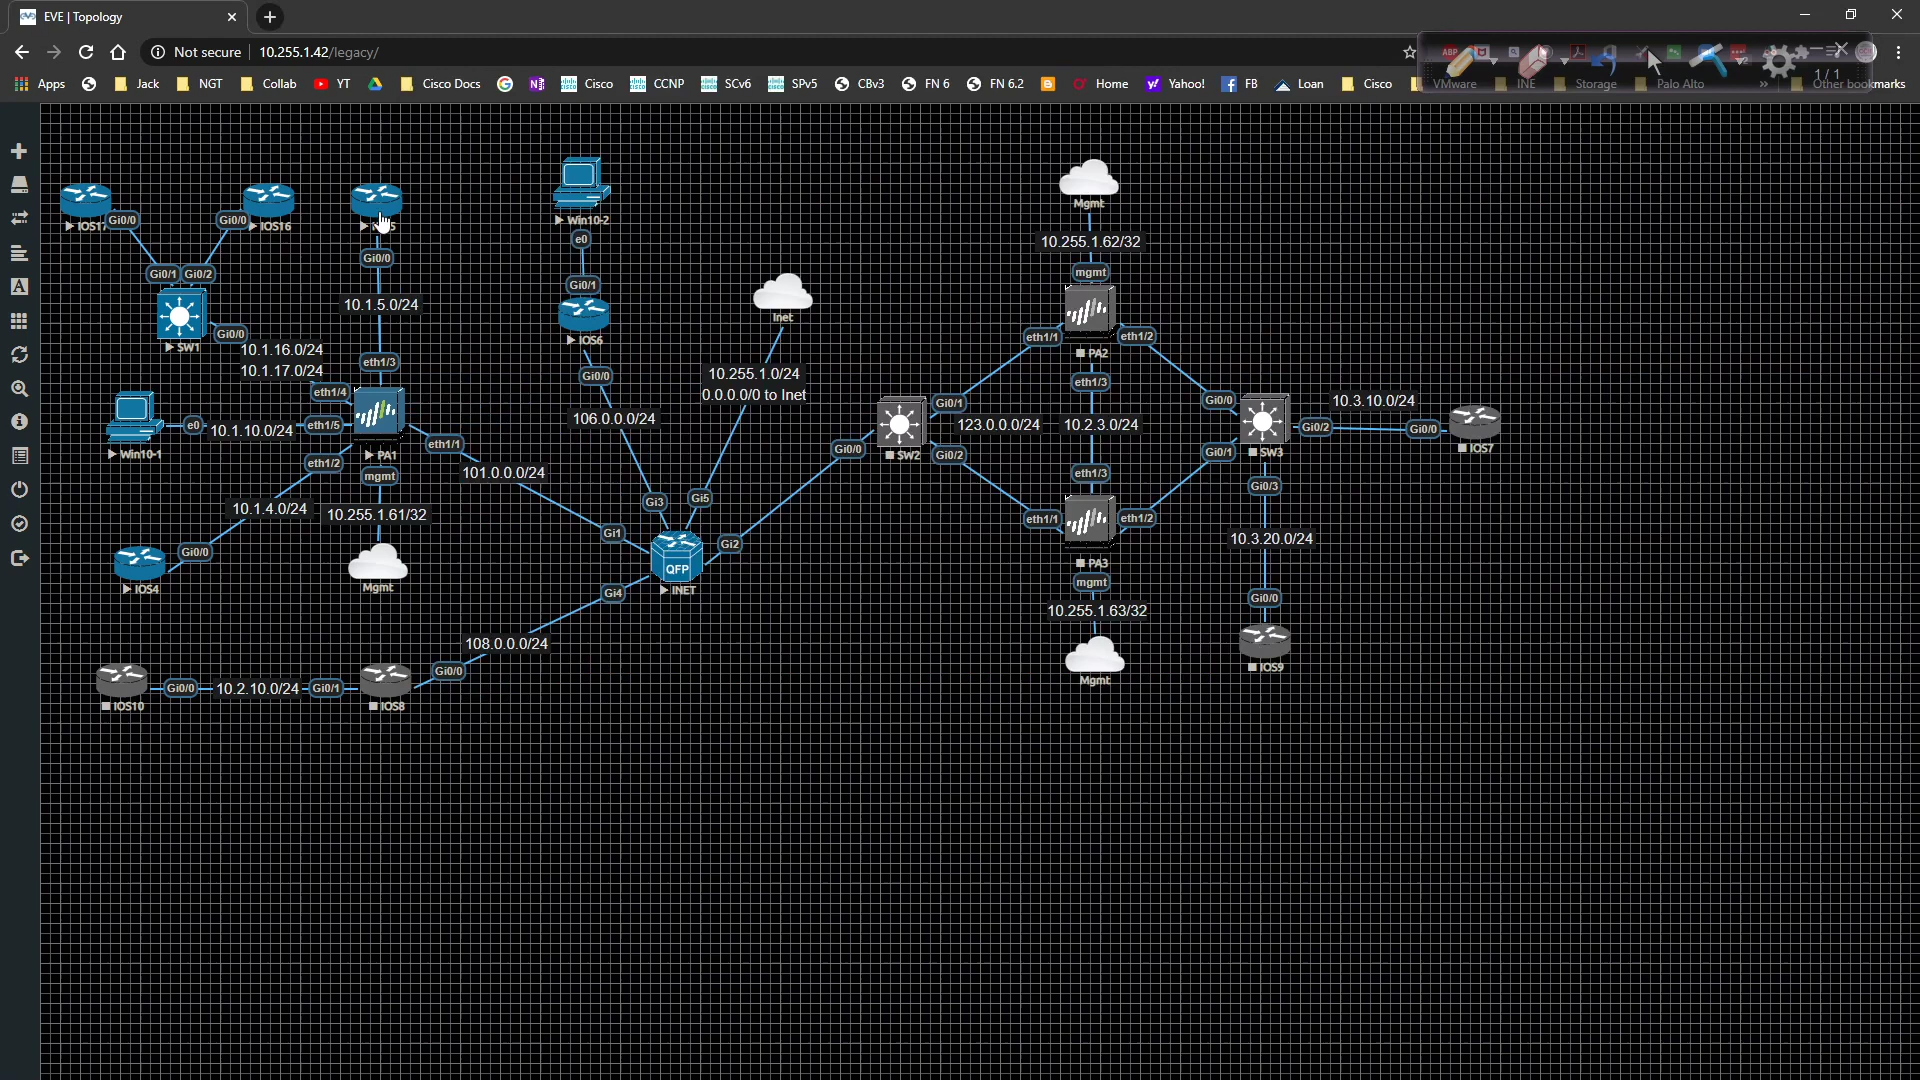 EVE | Topology
Not secure 10.255.1.42/legacy/
Apps Jack NGT Collab YT Cisco Docs Cisco CCNP SCv6 SPv5 CBv3 FN 6 FN 6.2 Home Yahoo! FB Loan Cisco VMware INE Storage Palo Alto Other bookmarks
1 / 1
Mgmt
Win10-2
IOS17 Gi0/0
Gi0/0 IOS16
e0
Gi0/0
10.255.1.62/32
Gi0/1 Gi0/2
mgmt
Gi0/1
10.1.5.0/24
Inet
Gi0/0
SW1
IOS6
eth1/1 eth1/2
10.1.16.0/24
10.1.17.0/24
PA2
eth1/3
Gi0/0
10.255.1.0/24
0.0.0.0/0 to Inet
eth1/3
eth1/4
Gi0/1
Gi0/0
10.3.10.0/24
106.0.0.0/24
e0 10.1.10.0/24 eth1/5
123.0.0.0/24 10.2.3.0/24
Gi0/2 Gi0/0
eth1/1
Win10-1
PA1
Gi0/0
SW2 Gi0/2
Gi0/1 SW3
IOS7
eth1/2
mgmt
101.0.0.0/24
eth1/3
Gi0/3
Gi3 Gi5
10.1.4.0/24 10.255.1.61/32
eth1/1 eth1/2
Gi1
Gi2
10.3.20.0/24
Gi0/0
QFP
PA3
IOS4
Mgmt
INET
mgmt
Gi4
Gi0/0
10.255.1.63/32
108.0.0.0/24
IOS9
Gi0/0
Mgmt
Gi0/0 10.2.10.0/24 Gi0/1
IOS10
IOS8